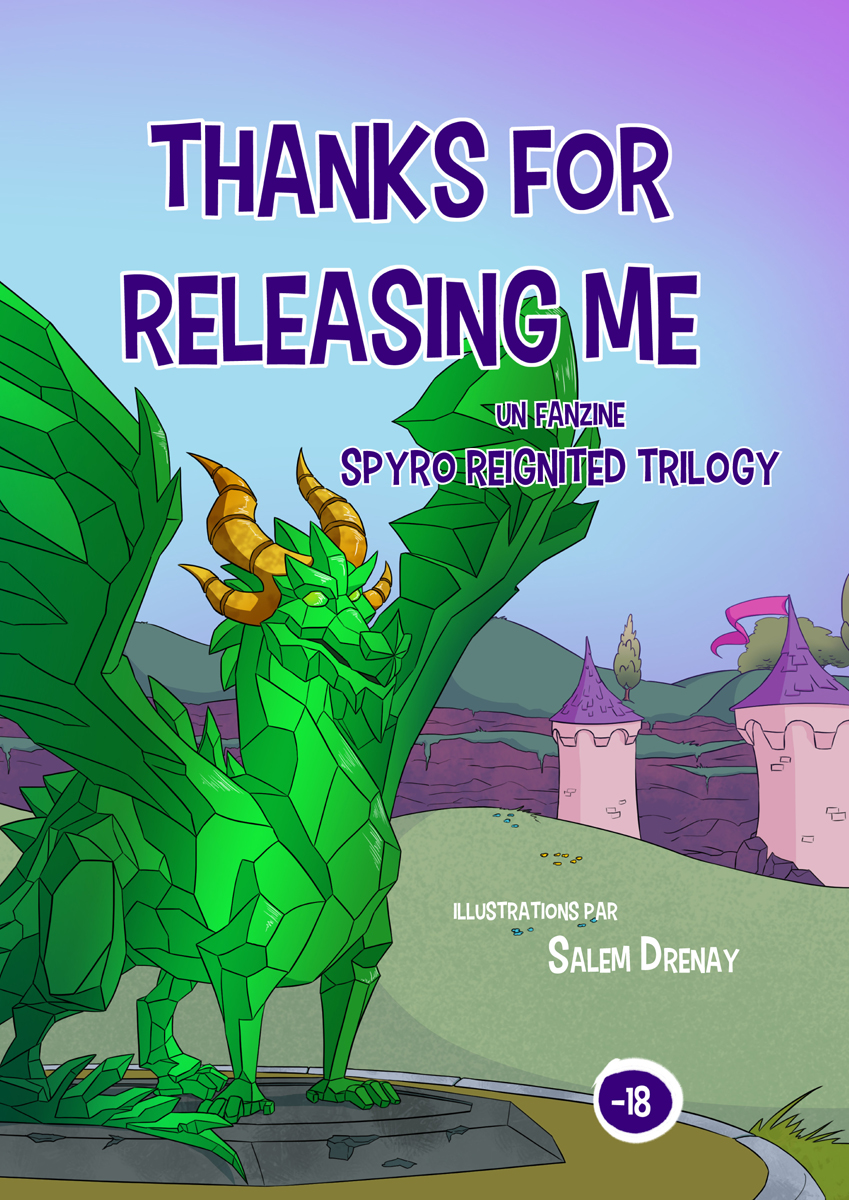 THANKS FOR
RELEASING ME
UN FANZINE
SPYRO REIGNITED TRILOGY
ILLUSTRATIONS PAR
SALEM DRENAY
-18